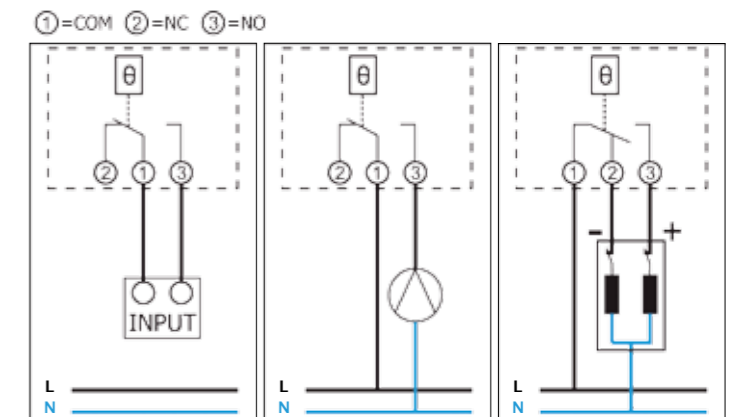 ①=COM ②=NC ③=NO
θ θ θ
② ① ③ ② ① ③ ① ② ③
- +
INPUT
L L L
N N N